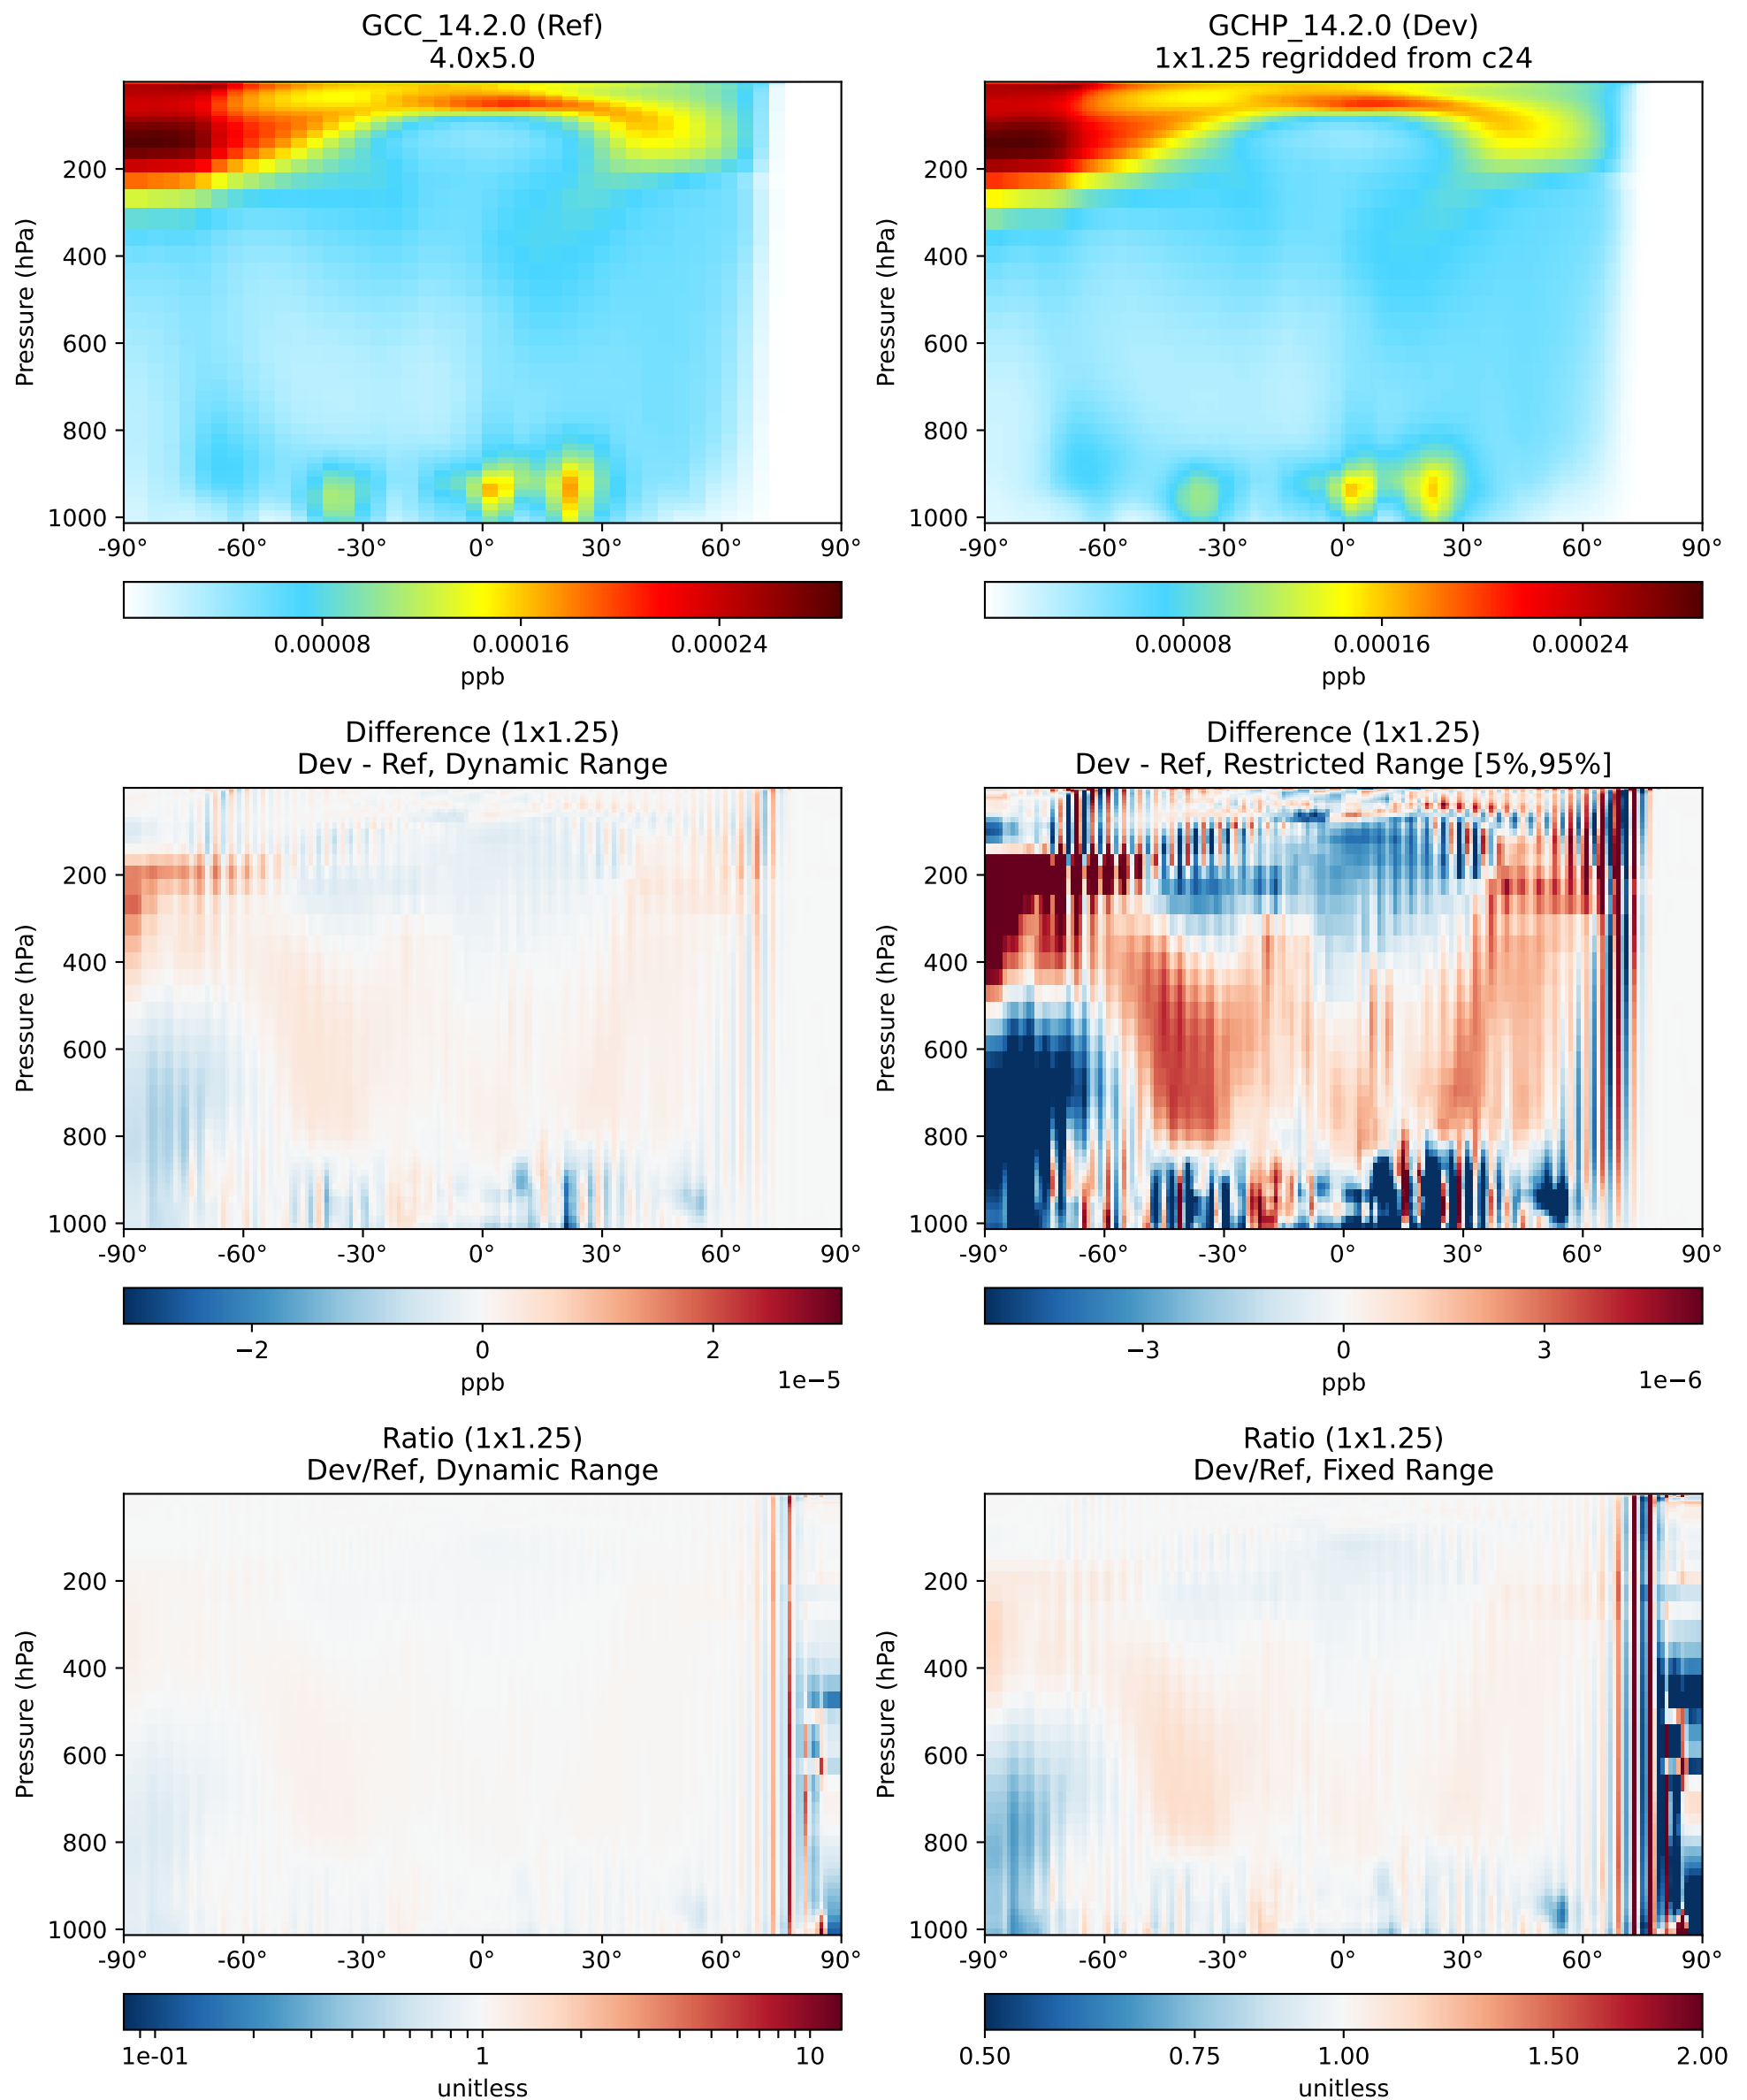 GCC_14.2.0 (Ref)
4.0x5.0
Pressure (hPa)
200
400
600
800
1000
-90° -60° -30° 0° 30° 60° 90°
0.00008 0.00016 0.00024
ppb
GCHP_14.2.0 (Dev)
1x1.25 regridded from c24
Pressure (hPa)
200
400
600
800
1000
-90° -60° -30° 0° 30° 60° 90°
0.00008 0.00016 0.00024
ppb
Difference (1x1.25)
Dev - Ref, Dynamic Range
Pressure (hPa)
200
400
600
800
1000
-90° -60° -30° 0° 30° 60° 90°
−2 0 2
1e−5
ppb
Difference (1x1.25)
Dev - Ref, Restricted Range [5%,95%]
Pressure (hPa)
200
400
600
800
1000
-90° -60° -30° 0° 30° 60° 90°
−3 0 3
1e−6
ppb
Ratio (1x1.25)
Dev/Ref, Dynamic Range
Pressure (hPa)
200
400
600
800
1000
-90° -60° -30° 0° 30° 60° 90°
1e-01 1 10
unitless
Ratio (1x1.25)
Dev/Ref, Fixed Range
Pressure (hPa)
200
400
600
800
1000
-90° -60° -30° 0° 30° 60° 90°
0.50 0.75 1.00 1.50 2.00
unitless